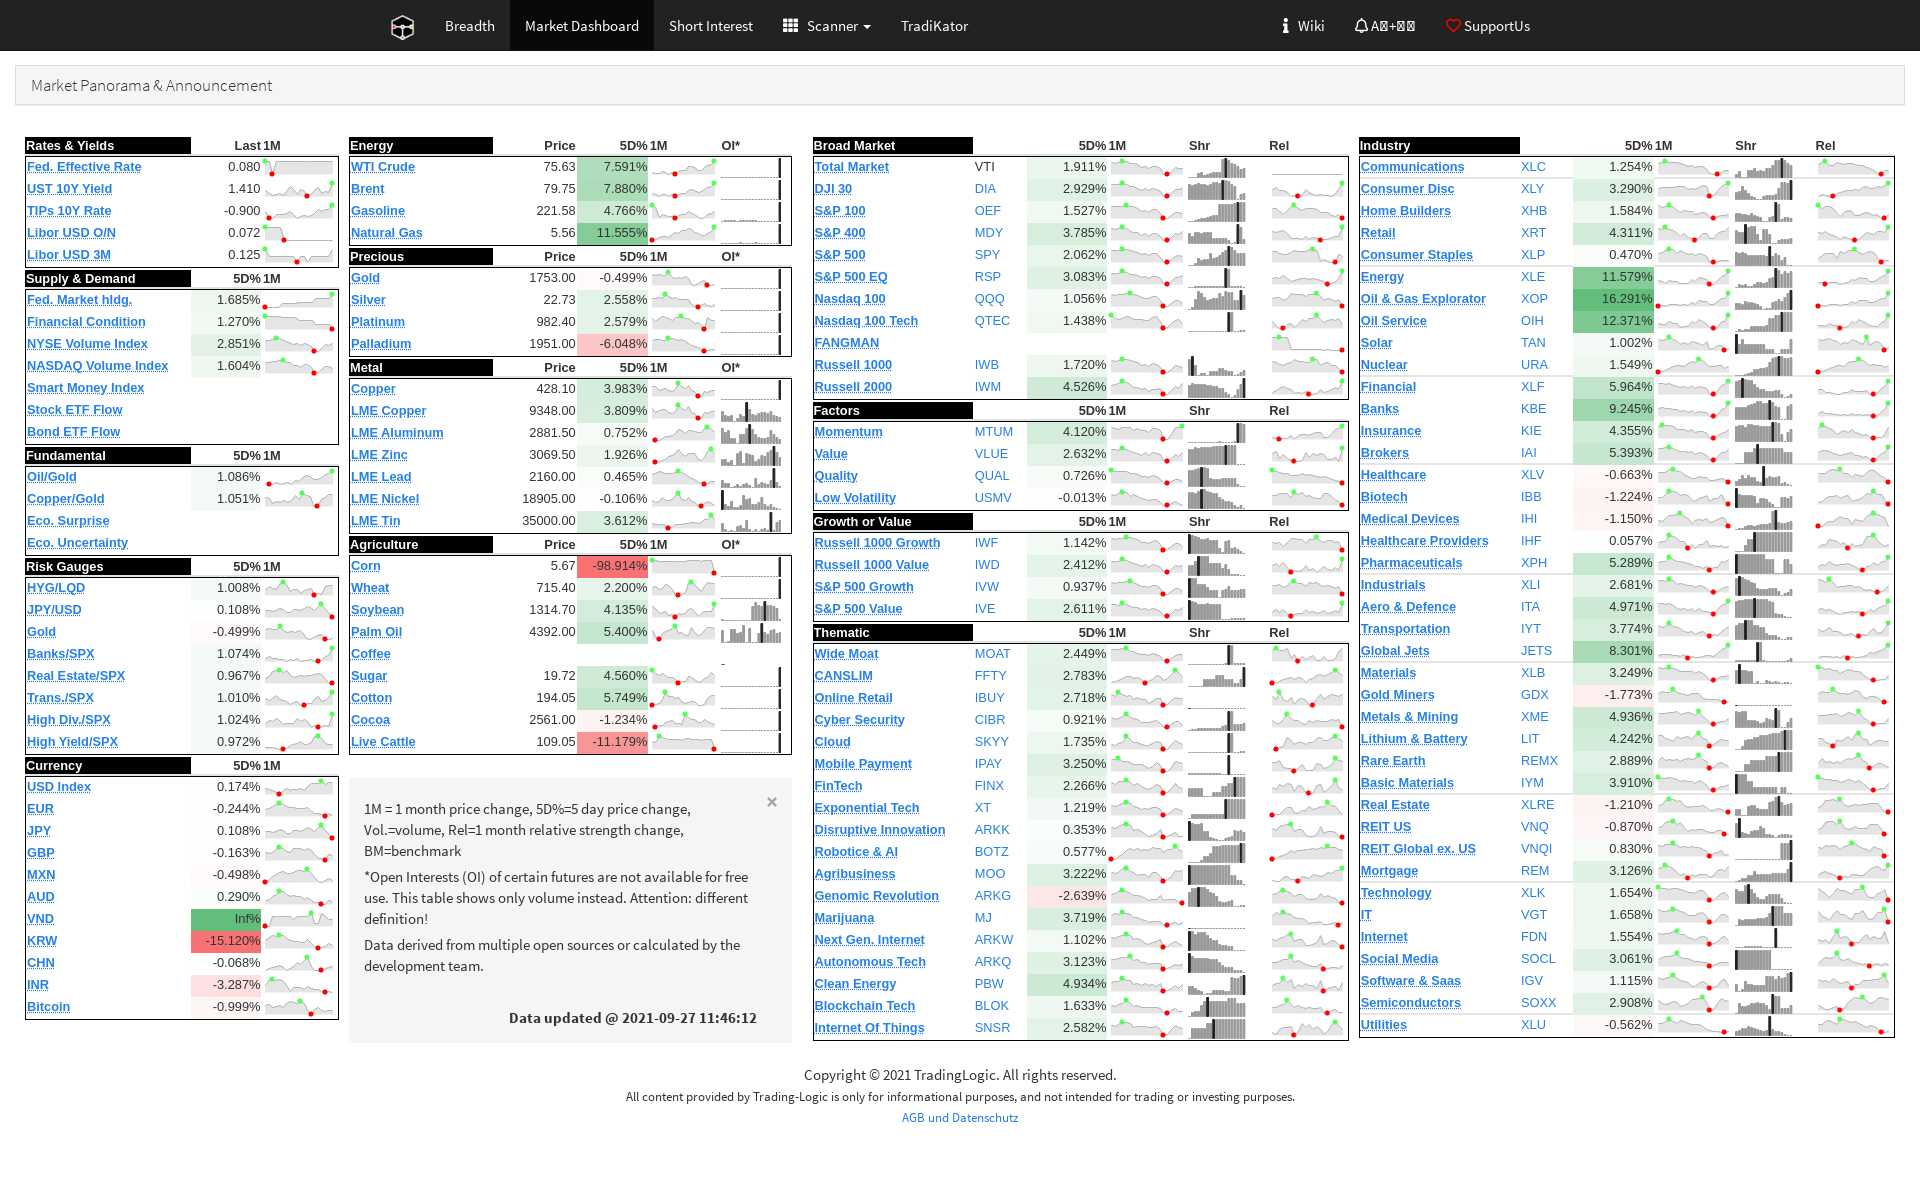 Breadth
Market Dashboard
Short Interest
Scanner
TradiKator
Wiki
SupportUs
Market Panorama & Announcement
Rates & Yields Last 1M
Fed. Effective Rate 0.080
UST 10Y Yield 1.410
TIPs 10Y Rate -0.900
Libor USD O/N 0.072
Libor USD 3M 0.125
Supply & Demand 5D% 1M
Fed. Market hldg. 1.685%
Financial Condition 1.270%
NYSE Volume Index 2.851%
NASDAQ Volume Index 1.604%
Smart Money Index
Stock ETF Flow
Bond ETF Flow
Fundamental 5D% 1M
Oil/Gold 1.086%
Copper/Gold 1.051%
Eco. Surprise
Eco. Uncertainty
Risk Gauges 5D% 1M
HYG/LQD 1.008%
JPY/USD 0.108%
Gold -0.499%
Banks/SPX 1.074%
Real Estate/SPX 0.967%
Trans./SPX 1.010%
High Div./SPX 1.024%
High Yield/SPX 0.972%
Currency 5D% 1M
USD Index 0.174%
EUR -0.244%
JPY 0.108%
GBP -0.163%
MXN -0.498%
AUD 0.290%
VND Inf%
KRW -15.120%
CHN -0.068%
INR -3.287%
Bitcoin -0.999%
Energy Price 5D% 1M OI*
WTI Crude 75.63 7.591%
Brent 79.75 7.880%
Gasoline 221.58 4.766%
Natural Gas 5.56 11.555%
Precious Price 5D% 1M OI*
Gold 1753.00 -0.499%
Silver 22.73 2.558%
Platinum 982.40 2.579%
Palladium 1951.00 -6.048%
Metal Price 5D% 1M OI*
Copper 428.10 3.983%
LME Copper 9348.00 3.809%
LME Aluminum 2881.50 0.752%
LME Zinc 3069.50 1.926%
LME Lead 2160.00 0.465%
LME Nickel 18905.00 -0.106%
LME Tin 35000.00 3.612%
Agriculture Price 5D% 1M OI*
Corn 5.67 -98.914%
Wheat 715.40 2.200%
Soybean 1314.70 4.135%
Palm Oil 4392.00 5.400%
Coffee -
Sugar 19.72 4.560%
Cotton 194.05 5.749%
Cocoa 2561.00 -1.234%
Live Cattle 109.05 -11.179%
×
1M = 1 month price change, 5D%=5 day price change,
Vol.=volume, Rel=1 month relative strength change,
BM=benchmark
*Open Interests (OI) of certain futures are not available for free
use. This table shows only volume instead. Attention: different
definition!
Data derived from multiple open sources or calculated by the
development team.
Data updated @ 2021-09-27 11:46:12
Broad Market 5D% 1M Shr Rel
Total Market VTI 1.911%
DJI 30 DIA 2.929%
S&P 100 OEF 1.527%
S&P 400 MDY 3.785%
S&P 500 SPY 2.062%
S&P 500 EQ RSP 3.083%
Nasdaq 100 QQQ 1.056%
Nasdaq 100 Tech QTEC 1.438%
FANGMAN
Russell 1000 IWB 1.720%
Russell 2000 IWM 4.526%
Factors 5D% 1M Shr Rel
Momentum MTUM 4.120%
Value VLUE 2.632%
Quality QUAL 0.726%
Low Volatility USMV -0.013%
Growth or Value 5D% 1M Shr Rel
Russell 1000 Growth IWF 1.142%
Russell 1000 Value IWD 2.412%
S&P 500 Growth IVW 0.937%
S&P 500 Value IVE 2.611%
Thematic 5D% 1M Shr Rel
Wide Moat MOAT 2.449%
CANSLIM FFTY 2.783%
Online Retail IBUY 2.718%
Cyber Security CIBR 0.921%
Cloud SKYY 1.735%
Mobile Payment IPAY 3.250%
FinTech FINX 2.266%
Exponential Tech XT 1.219%
Disruptive Innovation ARKK 0.353%
Robotice & AI BOTZ 0.577%
Agribusiness MOO 3.222%
Genomic Revolution ARKG -2.639%
Marijuana MJ 3.719%
Next Gen. Internet ARKW 1.102%
Autonomous Tech ARKQ 3.123%
Clean Energy PBW 4.934%
Blockchain Tech BLOK 1.633%
Internet Of Things SNSR 2.582%
Industry 5D% 1M Shr Rel
Communications XLC 1.254%
Consumer Disc XLY 3.290%
Home Builders XHB 1.584%
Retail XRT 4.311%
Consumer Staples XLP 0.470%
Energy XLE 11.579%
Oil & Gas Explorator XOP 16.291%
Oil Service OIH 12.371%
Solar TAN 1.002%
Nuclear URA 1.549%
Financial XLF 5.964%
Banks KBE 9.245%
Insurance KIE 4.355%
Brokers IAI 5.393%
Healthcare XLV -0.663%
Biotech IBB -1.224%
Medical Devices IHI -1.150%
Healthcare Providers IHF 0.057%
Pharmaceuticals XPH 5.289%
Industrials XLI 2.681%
Aero & Defence ITA 4.971%
Transportation IYT 3.774%
Global Jets JETS 8.301%
Materials XLB 3.249%
Gold Miners GDX -1.773%
Metals & Mining XME 4.936%
Lithium & Battery LIT 4.242%
Rare Earth REMX 2.889%
Basic Materials IYM 3.910%
Real Estate XLRE -1.210%
REIT US VNQ -0.870%
REIT Global ex. US VNQI 0.830%
Mortgage REM 3.126%
Technology XLK 1.654%
IT VGT 1.658%
Internet FDN 1.554%
Social Media SOCL 3.061%
Software & Saas IGV 1.115%
Semiconductors SOXX 2.908%
Utilities XLU -0.562%
Copyright © 2021 TradingLogic. All rights reserved.
All content provided by Trading-Logic is only for informational purposes, and not intended for trading or investing purposes.
AGB und Datenschutz